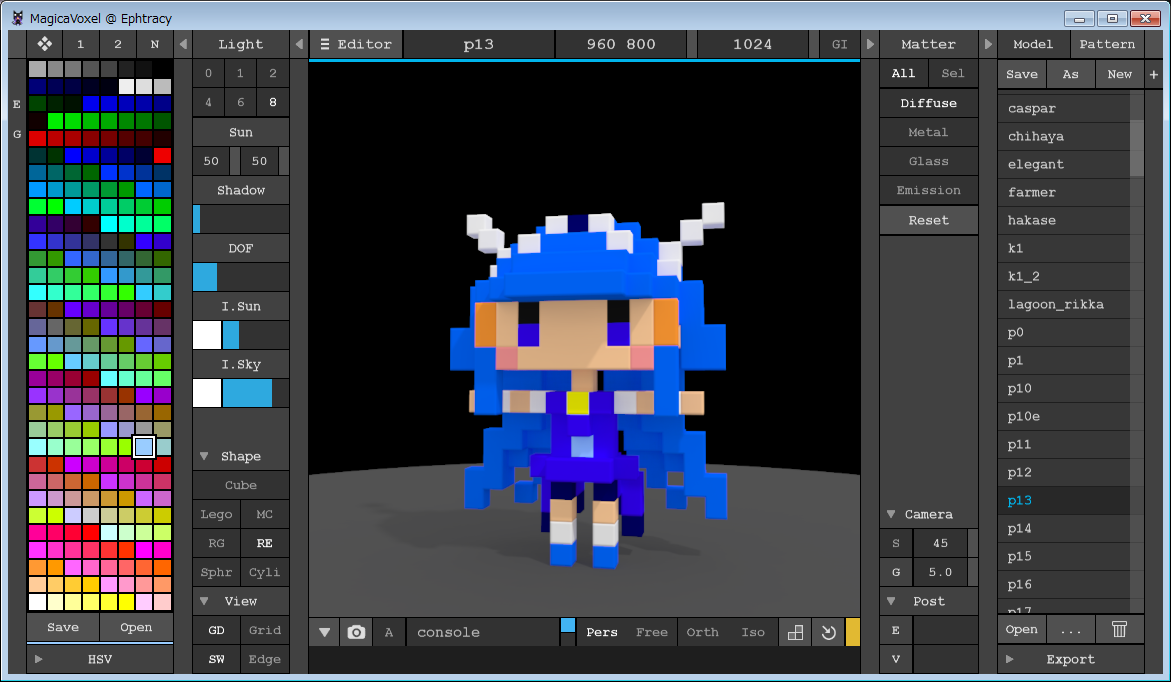 MagicaVoxel @ Ephtracy
1 2 N
E
G
Save Open
HSV
Light
0 1 2
4 6 8
Sun
50 50
Shadow
DOF
I.Sun
I.Sky
Shape
Cube
Lego MC
RG RE
Sphr Cyli
View
GD Grid
SW Edge
Editor p13 960 800 1024 GI
A console Pers Free Orth Iso
Matter
All Sel
Diffuse
Metal
Glass
Emission
Reset
Camera
S 45
G 5.0
Post
E
V
Model Pattern
Save As New +
caspar
chihaya
elegant
farmer
hakase
k1
k1_2
lagoon_rikka
p0
p1
p10
p10e
p11
p12
p13
p14
p15
p16
p17
Open ...
Export